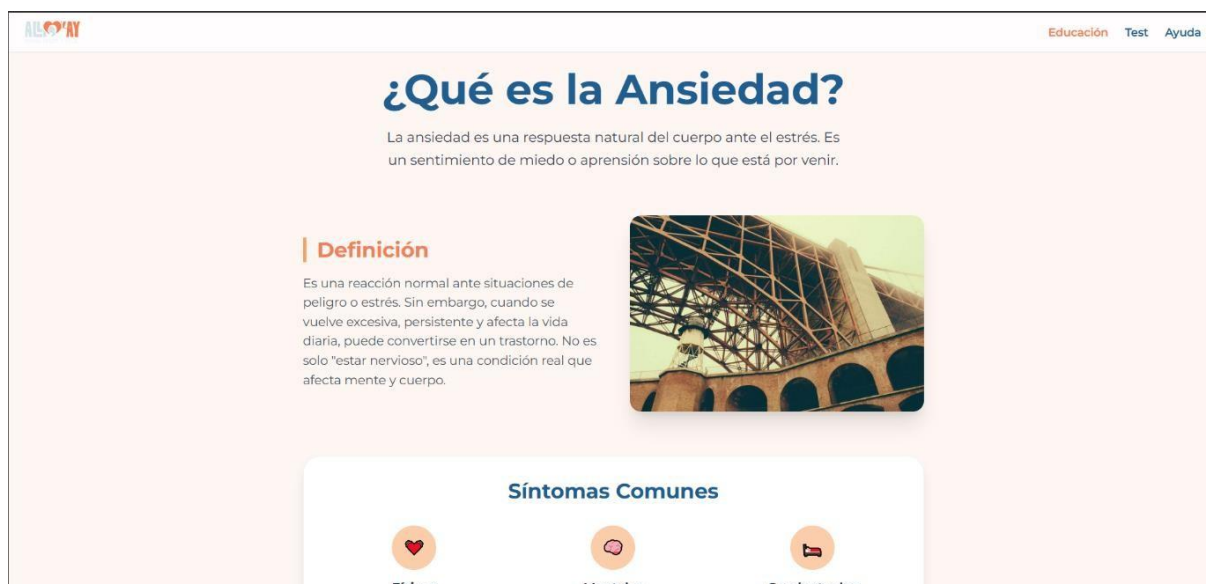 Educación Test Ayuda
¿Qué es la Ansiedad?
La ansiedad es una respuesta natural del cuerpo ante el estrés. Es
un sentimiento de miedo o aprensión sobre lo que está por venir.
Definición
Es una reacción normal ante situaciones de
peligro o estrés. Sin embargo, cuando se
vuelve excesiva, persistente y afecta la vida
diaria, puede convertirse en un trastorno. No es
solo "estar nervioso", es una condición real que
afecta mente y cuerpo.
Síntomas Comunes